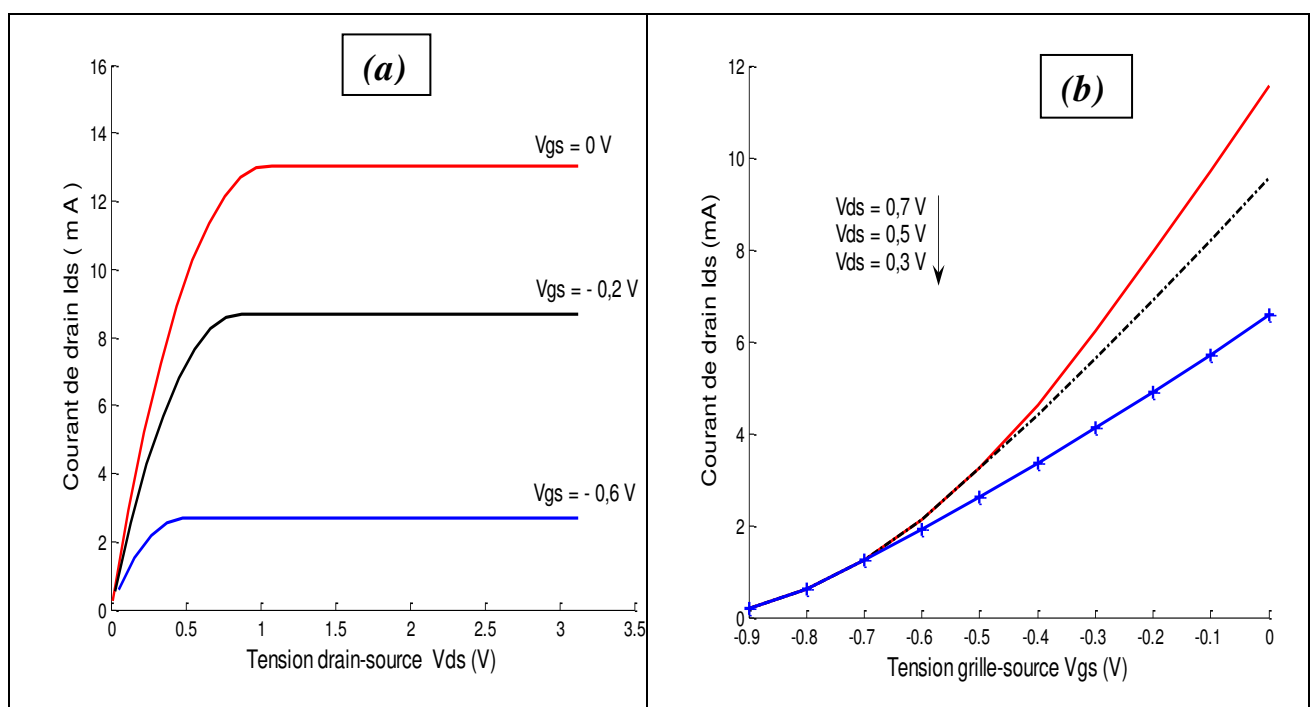 (a)
16
14
12
10
8
6
4
2
0
Courant de drain Ids ( m A )
Vgs = 0 V
Vgs = - 0,2 V
Vgs = - 0,6 V
0 0.5 1 1.5 2 2.5 3 3.5
Tension drain-source Vds (V)
(b)
12
10
8
6
4
2
0
Courant de drain Ids (mA)
Vds = 0,7 V
Vds = 0,5 V
Vds = 0,3 V
-0.9 -0.8 -0.7 -0.6 -0.5 -0.4 -0.3 -0.2 -0.1 0
Tension grille-source Vgs (V)